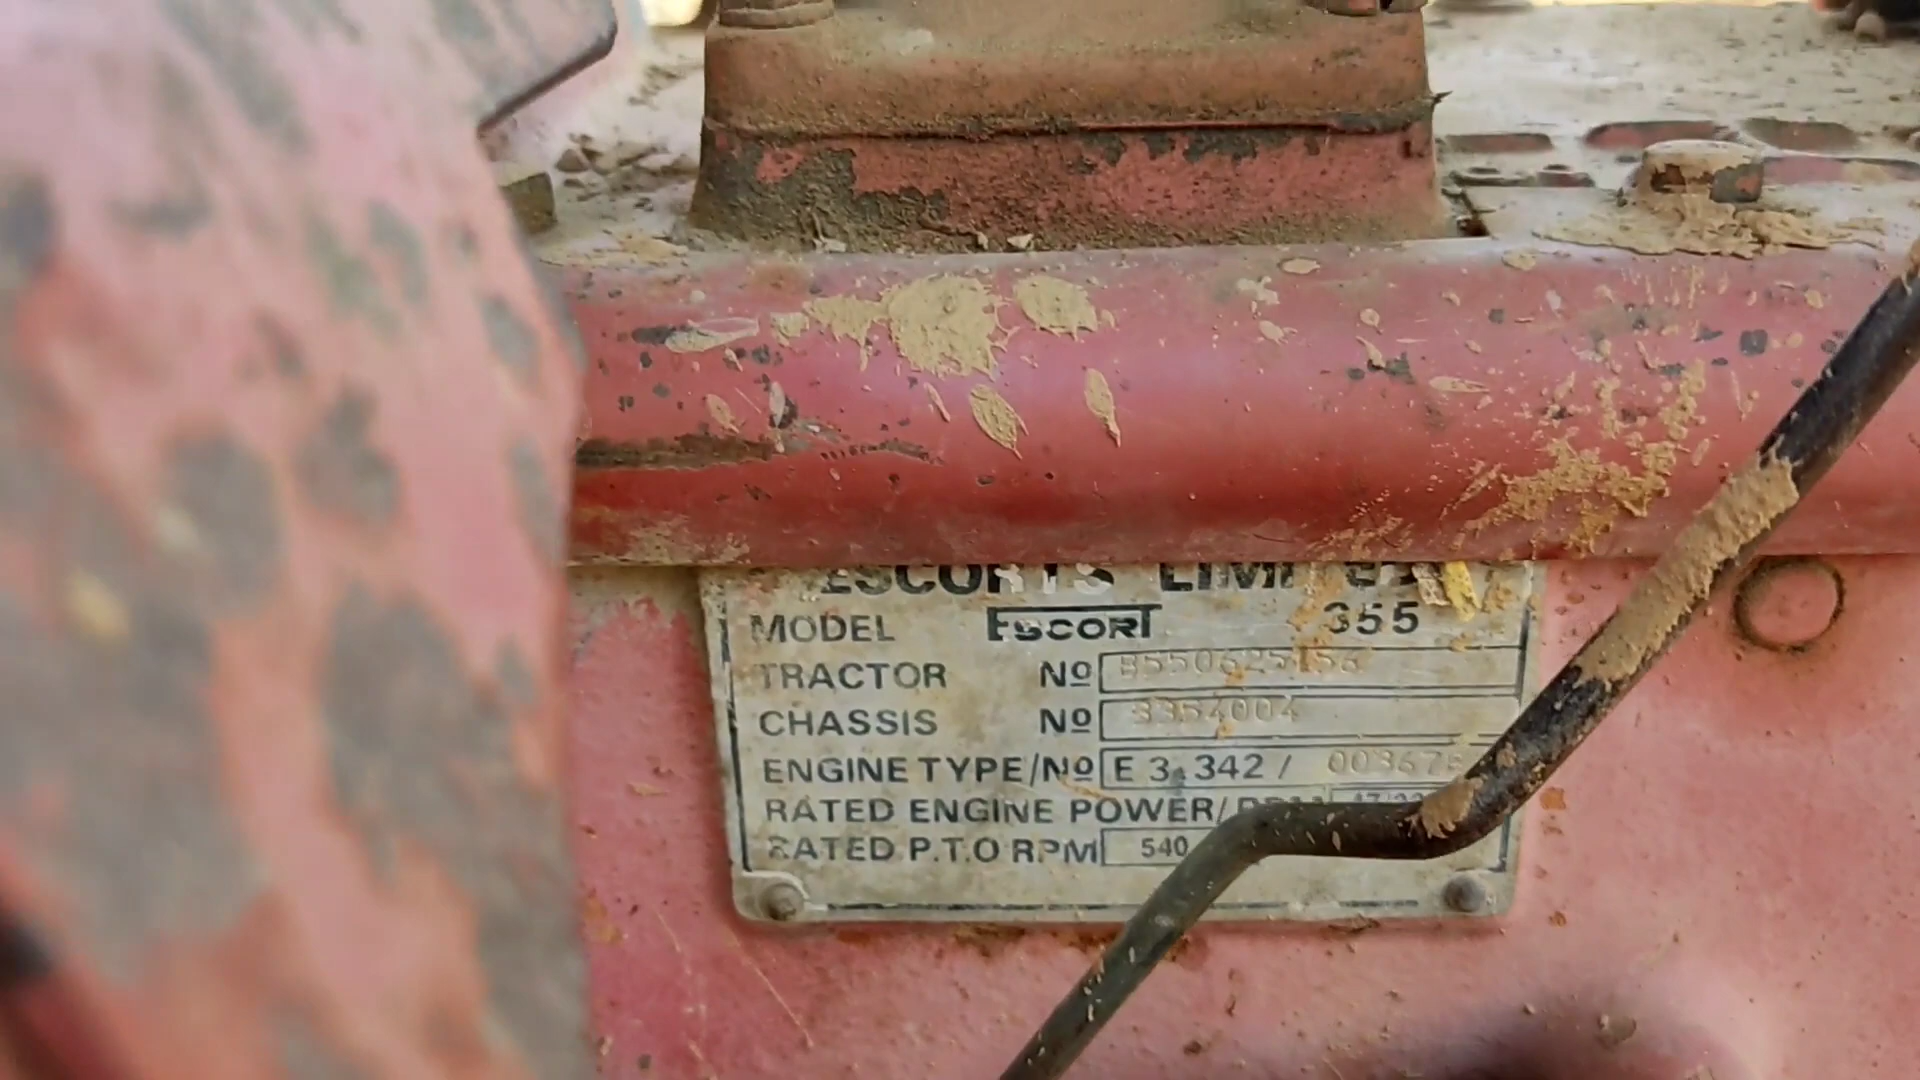 ESCORTS LIMITED
MODEL ESCORT 355
TRACTOR No
CHASSIS No
ENGINE TYPE/No E 3.342 /
RATED ENGINE POWER/RPM
RATED P.T.O RPM 540